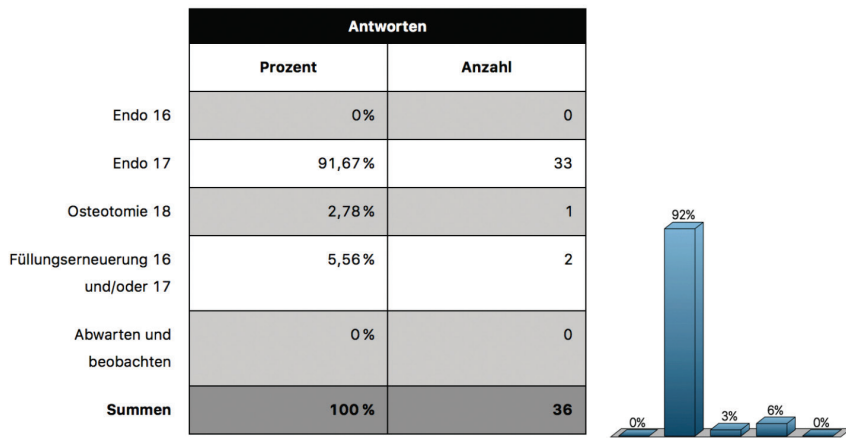 Antworten
Prozent Anzahl
Endo 16 0 % 0
Endo 17 91,67 % 33
Osteotomie 18 2,78 % 1
Füllungserneuerung 16 5,56 % 2
und/oder 17
Abwarten und 0 % 0
beobachten
Summen 100 % 36
92%
6%
3%
0%
0%